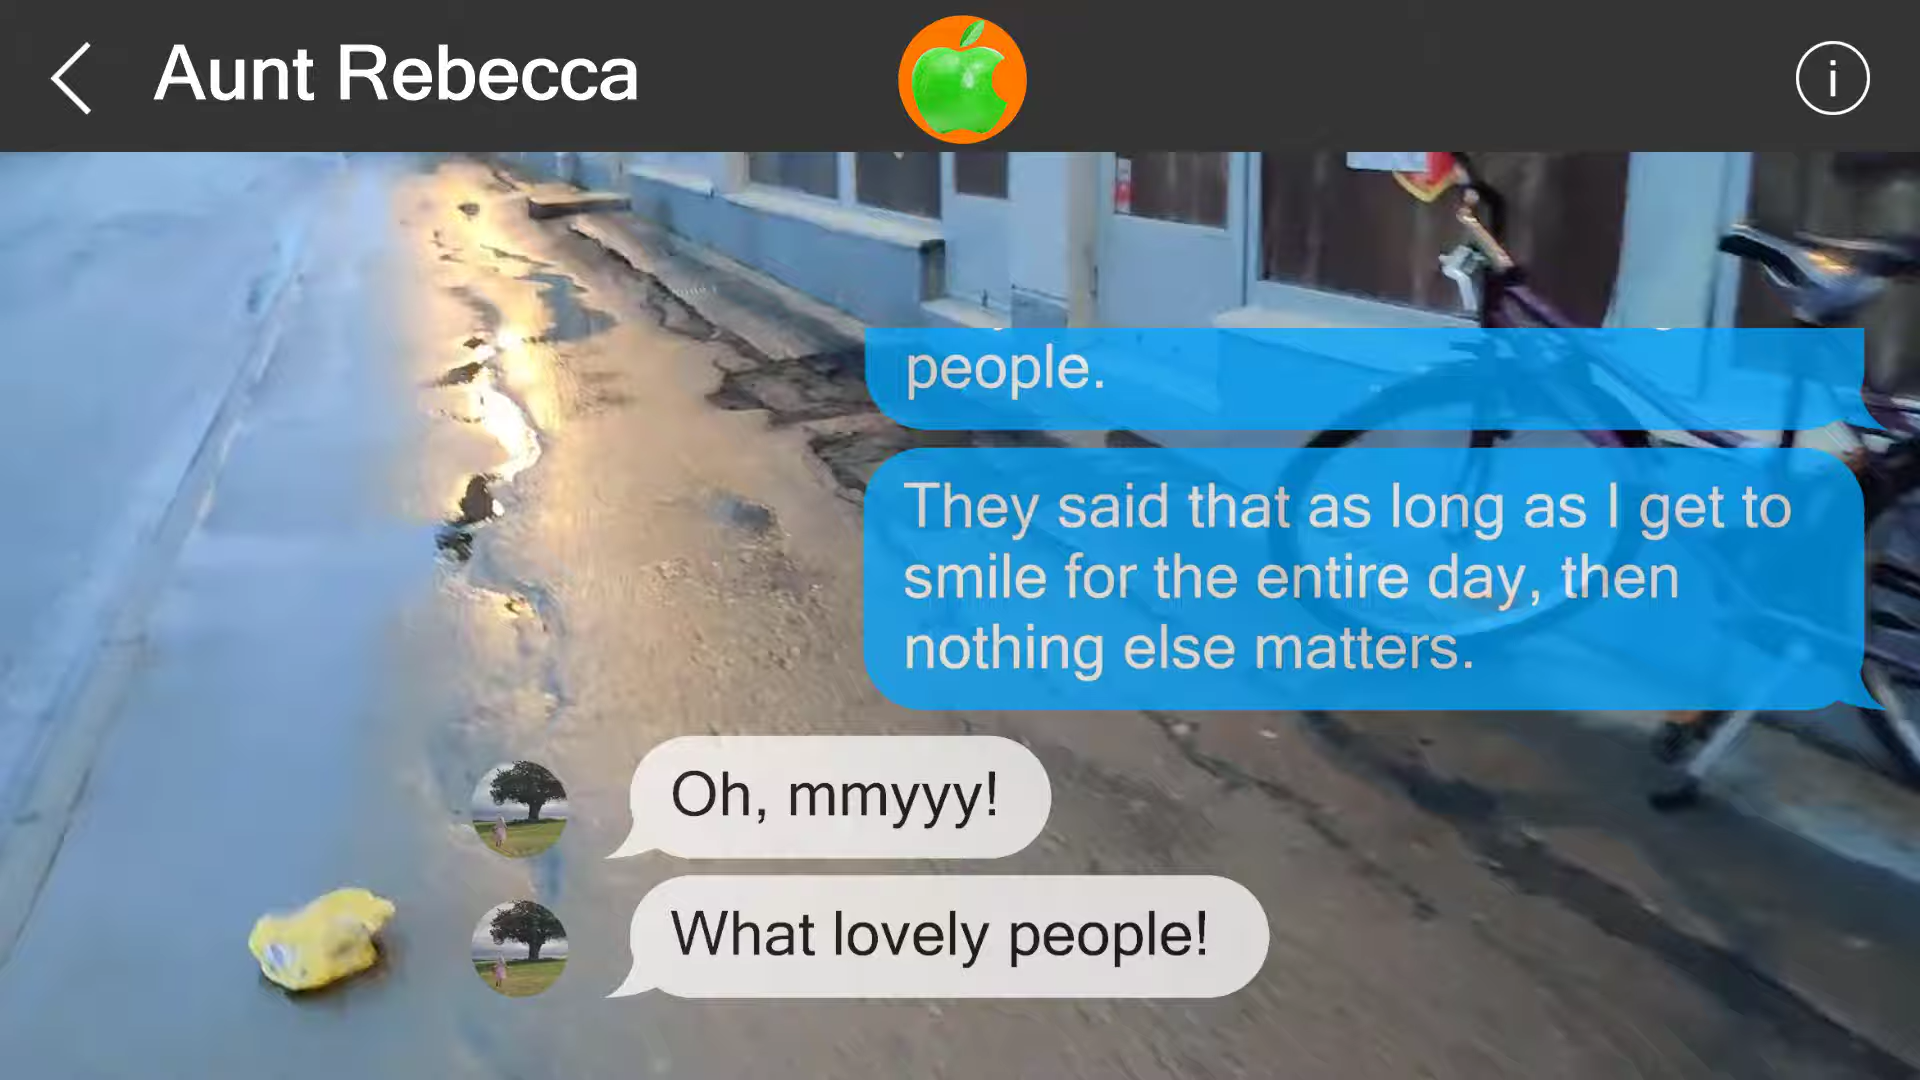 Aunt Rebecca
people.
They said that as long as I get to
smile for the entire day, then
nothing else matters.
Oh, mmyyy!
What lovely people!